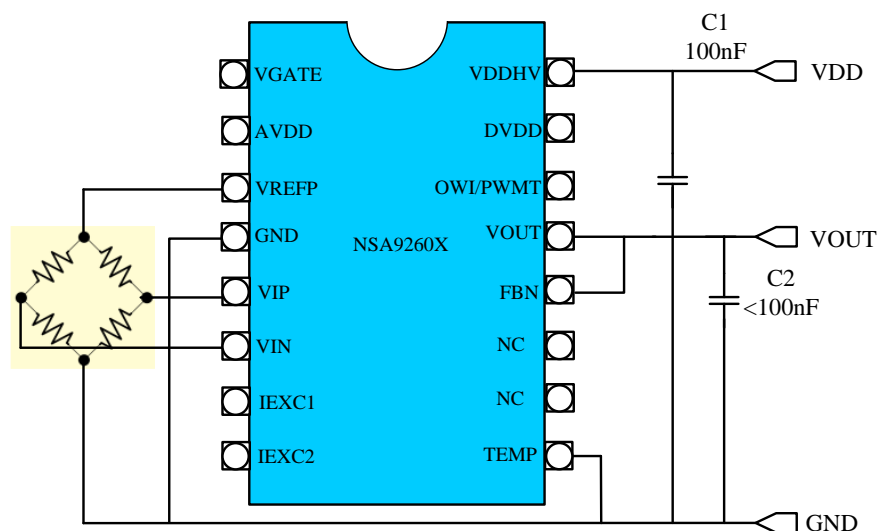 C1
100nF
VGATE
VDDHV
VDD
AVDD
DVDD
VREFP
OWI/PWMT
GND
NSA9260X
VOUT
VOUT
VIP
FBN
C2
<100nF
VIN
NC
IEXC1
NC
IEXC2
TEMP
GND